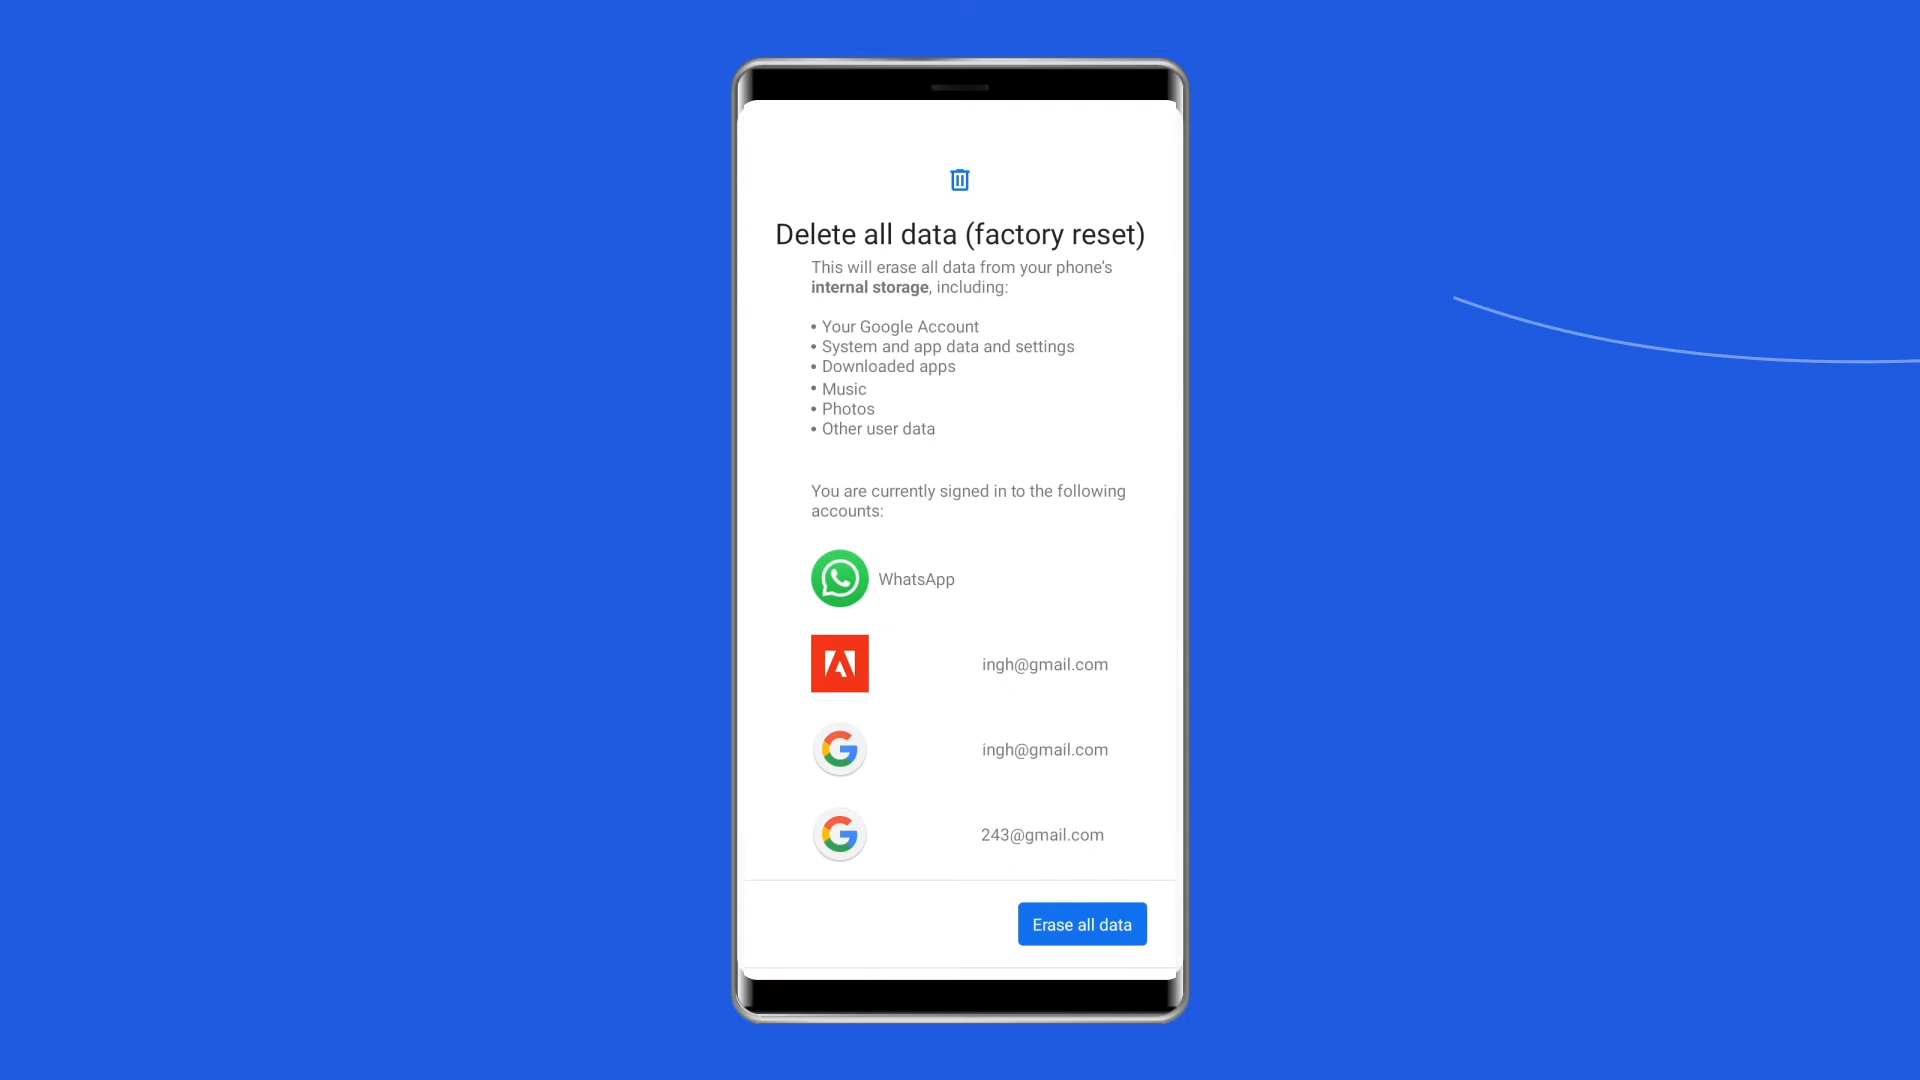 Delete all data (factory reset)
This will erase all data from your phone’s
internal storage, including:
• Your Google Account
• System and app data and settings
• Downloaded apps
• Music
• Photos
• Other user data
You are currently signed in to the following
accounts:
WhatsApp
ingh@gmail.com
ingh@gmail.com
243@gmail.com
Erase all data